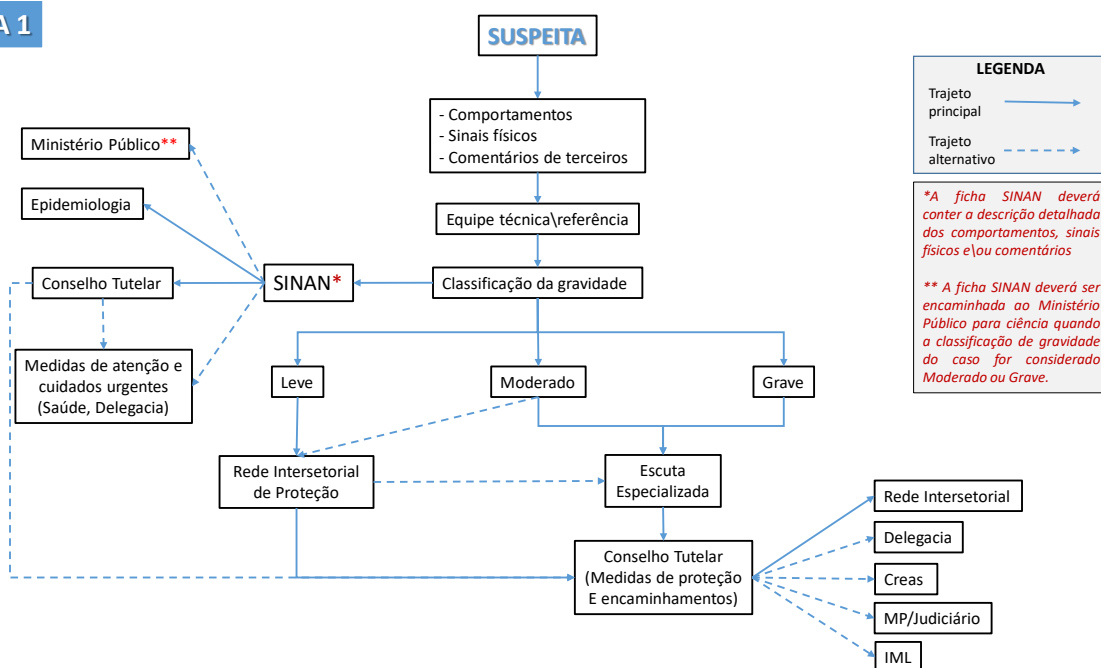 A 1
SUSPEITA
- Comportamentos
- Sinais físicos
- Comentários de terceiros
Equipe técnica\referência
Classificação da gravidade
SINAN*
Ministério Público**
Epidemiologia
Conselho Tutelar
Medidas de atenção e
cuidados urgentes
(Saúde, Delegacia)
Leve
Moderado
Grave
Rede Intersetorial
de Proteção
Escuta
Especializada
Conselho Tutelar
(Medidas de proteção
E encaminhamentos)
Rede Intersetorial
Delegacia
Creas
MP/Judiciário
IML
LEGENDA
Trajeto
principal
Trajeto
alternativo
*A ficha SINAN deverá
conter a descrição detalhada
dos comportamentos, sinais
físicos e\ou comentários
** A ficha SINAN deverá ser
encaminhada ao Ministério
Público para ciência quando
a classificação de gravidade
do caso for considerado
Moderado ou Grave.